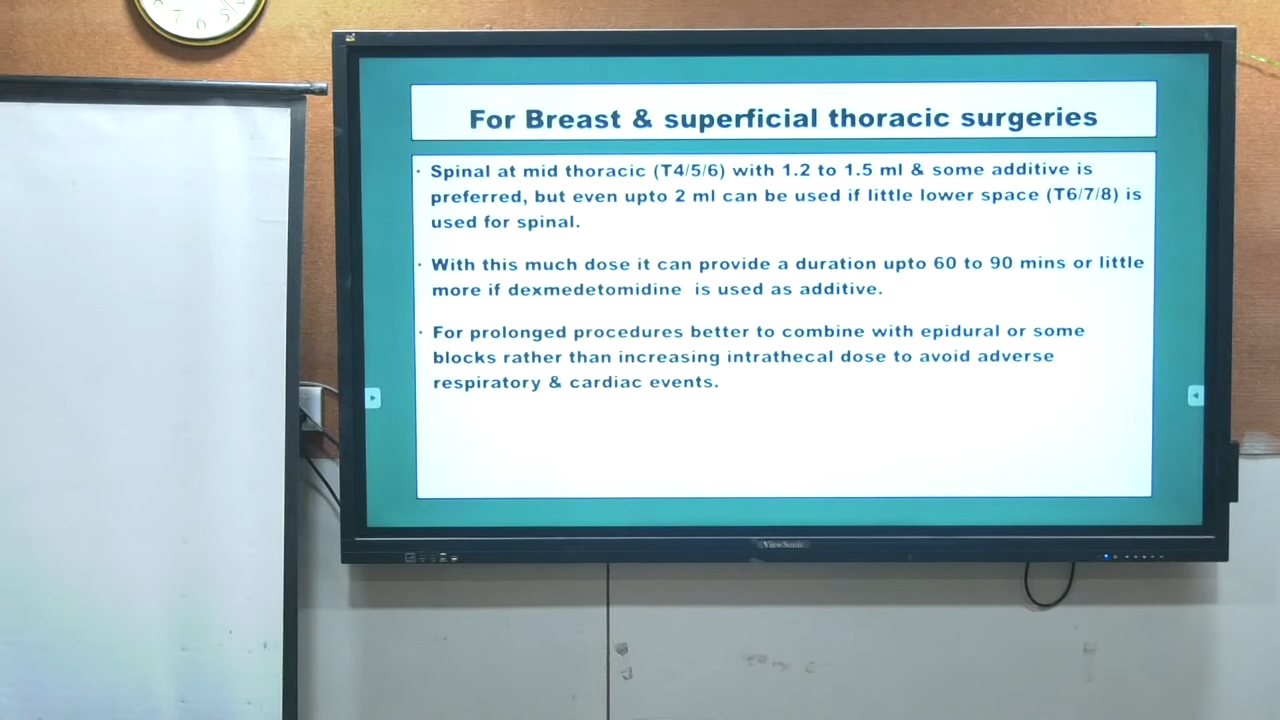 7 6 5
For Breast & superficial thoracic surgeries
· Spinal at mid thoracic (T4/5/6) with 1.2 to 1.5 ml & some additive is
preferred, but even upto 2 ml can be used if little lower space (T6/7/8) is
used for spinal.
· With this much dose it can provide a duration upto 60 to 90 mins or little
more if dexmedetomidine is used as additive.
· For prolonged procedures better to combine with epidural or some
blocks rather than increasing intrathecal dose to avoid adverse
respiratory & cardiac events.
ViewSonic